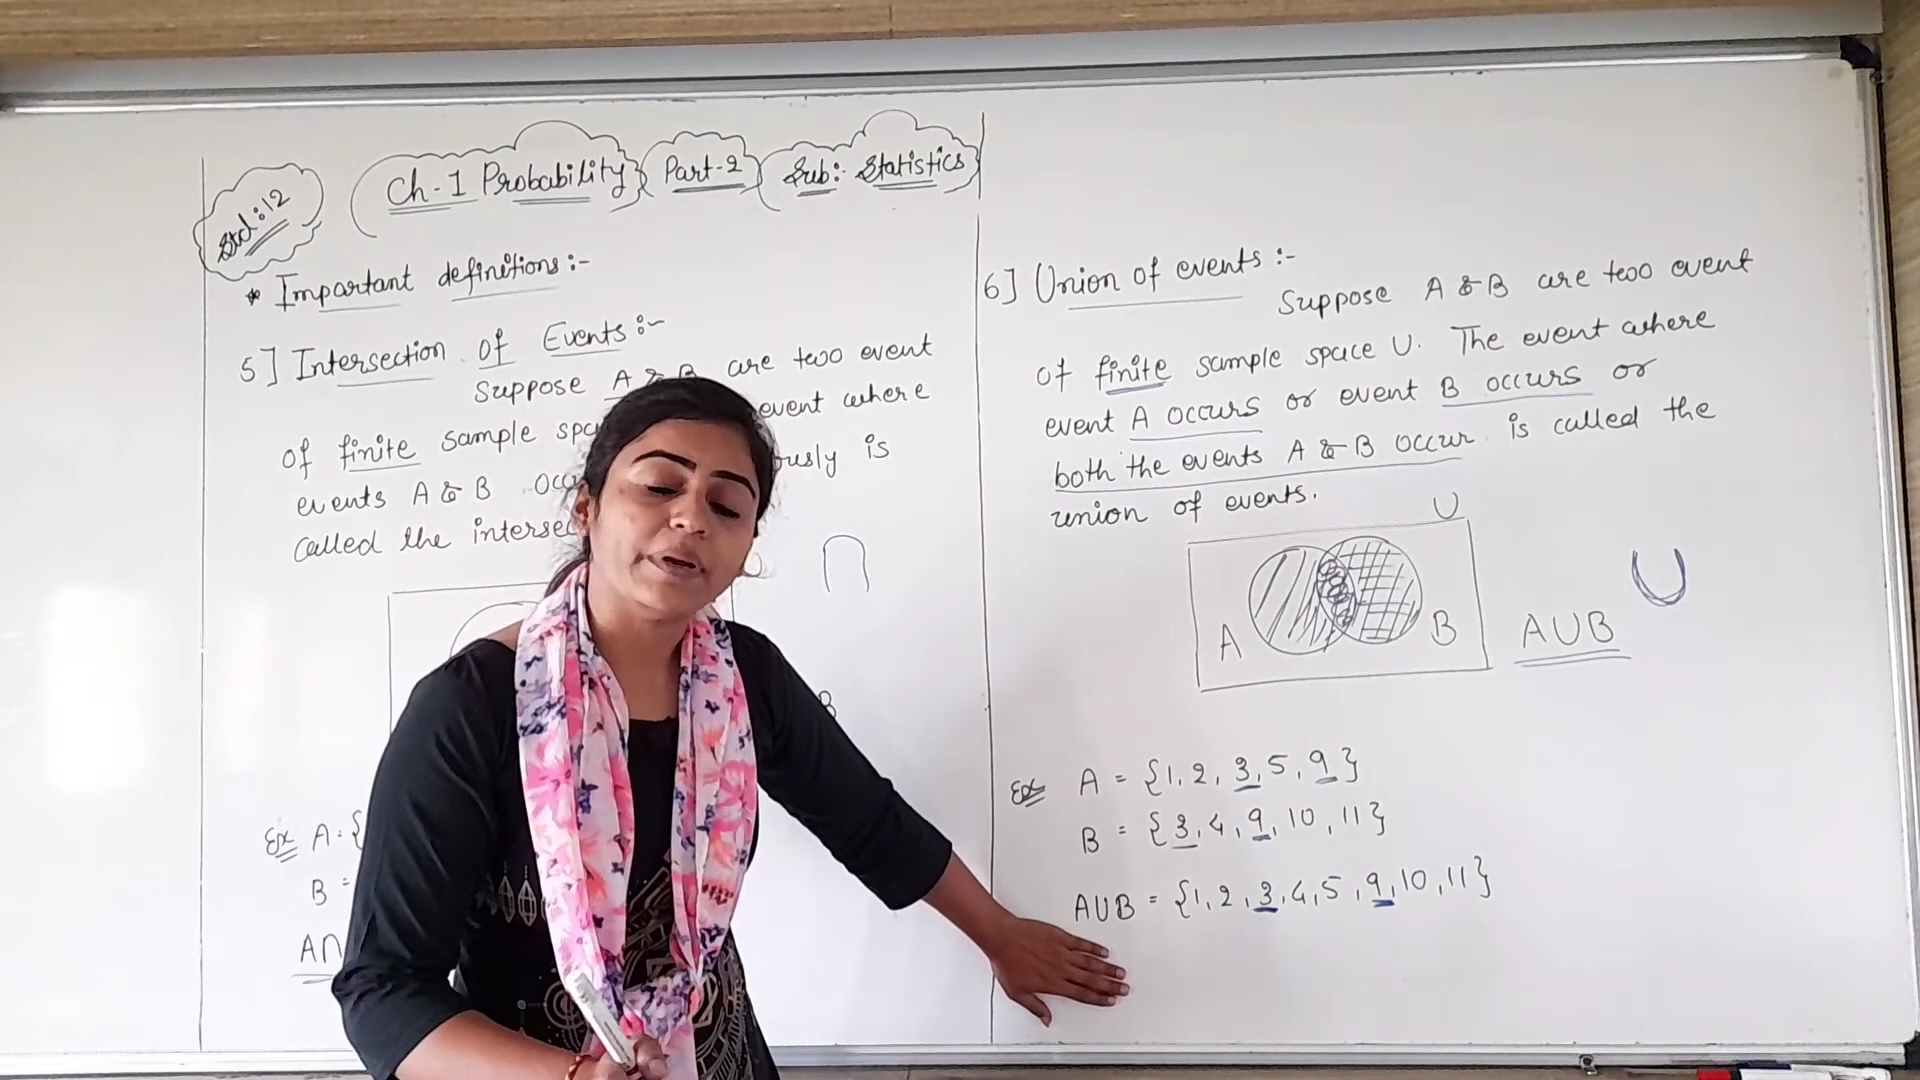 Std:12
Ch-1 Probability Part-2 Sub:- Statistics
* Important definitions:-
5] Intersection of Events:-
Suppose A & B are two event
of finite sample event where
events A & B is
called the
∩
B
Ex A = {
B =
A∩
6] Union of events :-
Suppose A & B are two event
of finite sample space U. The event where
event A occurs or event B occurs or
both the events A & B occur is called the
union of events.
U
A B A∪B ∪
Ex A = {1, 2, 3, 5, 9}
B = {3, 4, 9, 10, 11}
A∪B = {1, 2, 3, 4, 5, 9, 10, 11}